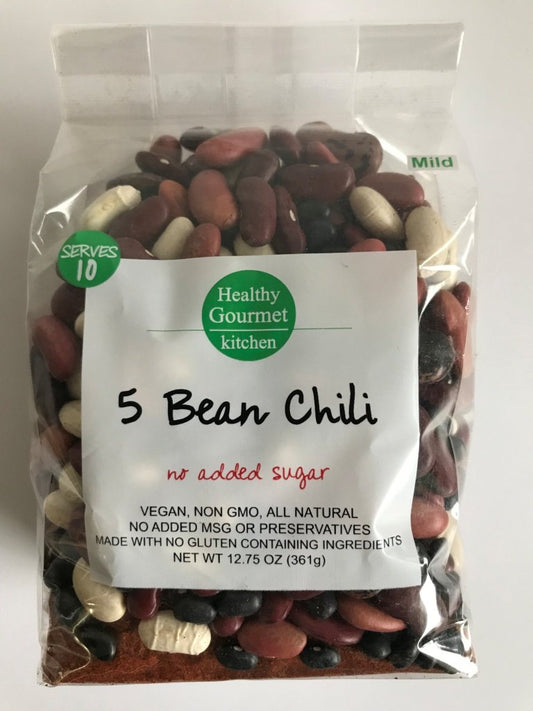 Mild
SERVES
10
Healthy
Gourmet
kitchen
5 Bean Chili
no added sugar
VEGAN, NON GMO, ALL NATURAL
NO ADDED MSG OR PRESERVATIVES
MADE WITH NO GLUTEN CONTAINING INGREDIENTS
NET WT 12.75 OZ (361g)